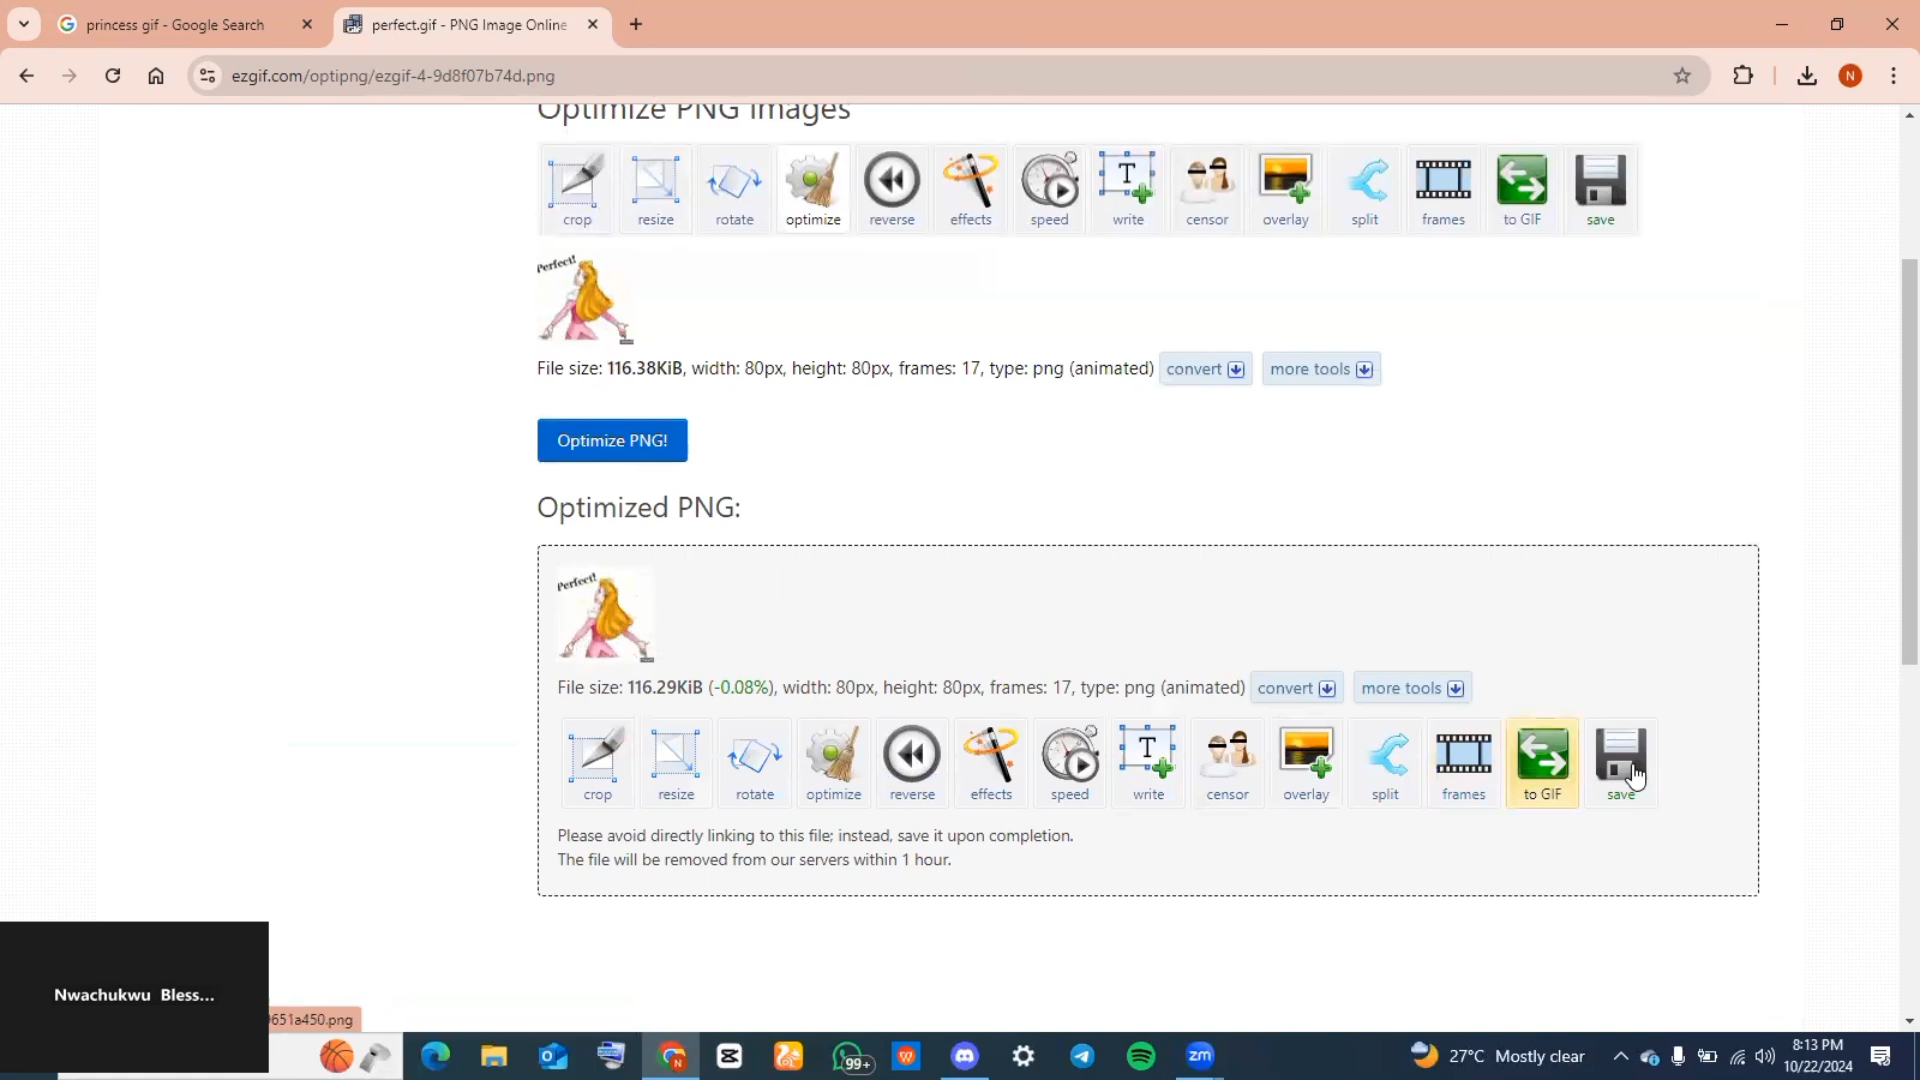 princess gif - Google Search
perfect.gif - PNG Image Online
ezgif.com/optipng/ezgif-4-9d8f07b74d.png
N
Optimize PNG Images
crop resize rotate optimize reverse effects speed write censor overlay split frames to GIF save
Perfect!
File size: 116.38KiB, width: 80px, height: 80px, frames: 17, type: png (animated) convert more tools
Optimize PNG!
Optimized PNG:
Perfect!
File size: 116.29KiB (-0.08%), width: 80px, height: 80px, frames: 17, type: png (animated) convert more tools
crop resize rotate optimize reverse effects speed write censor overlay split frames to GIF save
Please avoid directly linking to this file; instead, save it upon completion.
The file will be removed from our servers within 1 hour.
Nwachukwu Bless...
651a450.png
99+
zm
27°C Mostly clear
8:13 PM
10/22/2024